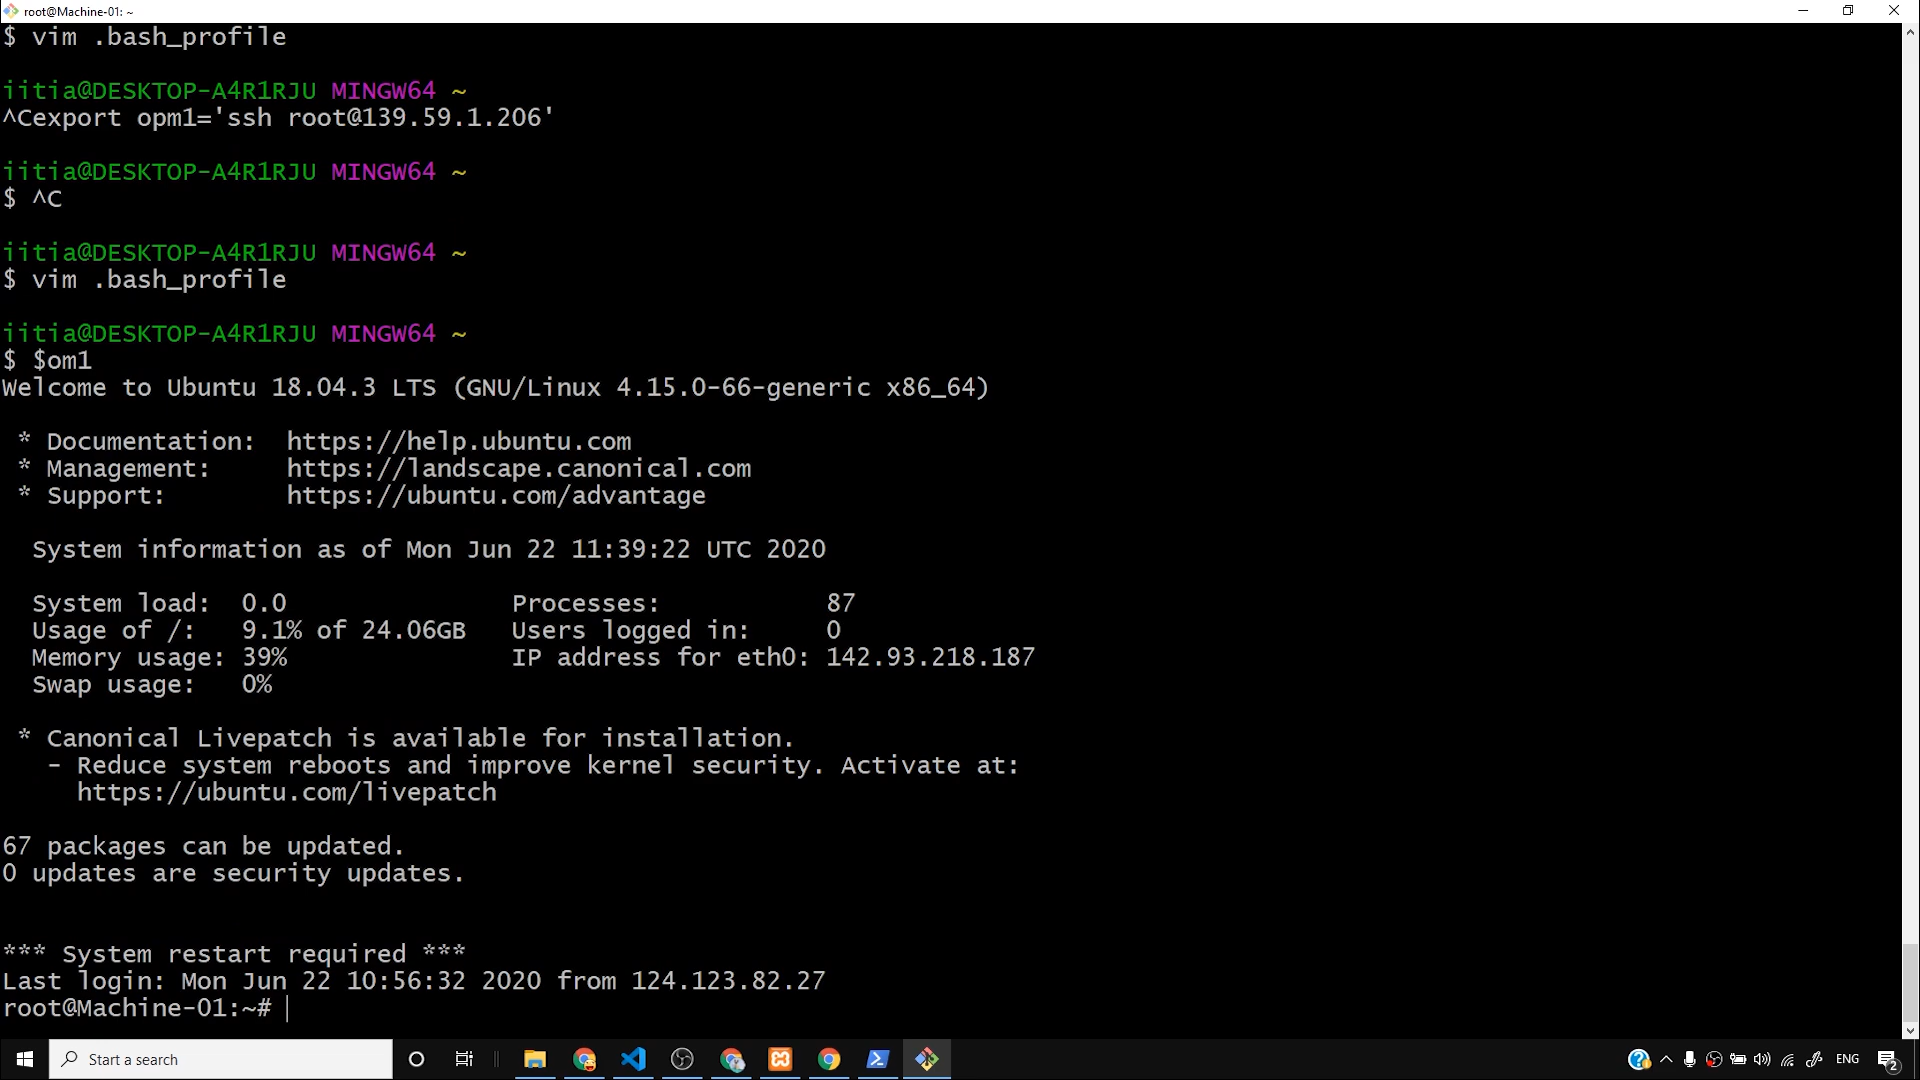 root@Machine-01: ~
$ vim .bash_profile
iitia@DESKTOP-A4R1RJU MINGW64 ~
^Cexport opm1='ssh root@139.59.1.206'
iitia@DESKTOP-A4R1RJU MINGW64 ~
$ ^C
iitia@DESKTOP-A4R1RJU MINGW64 ~
$ vim .bash_profile
iitia@DESKTOP-A4R1RJU MINGW64 ~
$ $om1
Welcome to Ubuntu 18.04.3 LTS (GNU/Linux 4.15.0-66-generic x86_64)
* Documentation:  https://help.ubuntu.com
* Management:     https://landscape.canonical.com
* Support:        https://ubuntu.com/advantage
System information as of Mon Jun 22 11:39:22 UTC 2020
System load:  0.0               Processes:           87
Usage of /:   9.1% of 24.06GB   Users logged in:     0
Memory usage: 39%               IP address for eth0: 142.93.218.187
Swap usage:   0%
* Canonical Livepatch is available for installation.
- Reduce system reboots and improve kernel security. Activate at:
https://ubuntu.com/livepatch
67 packages can be updated.
0 updates are security updates.
*** System restart required ***
Last login: Mon Jun 22 10:56:32 2020 from 124.123.82.27
root@Machine-01:~#
Start a search
ENG
2